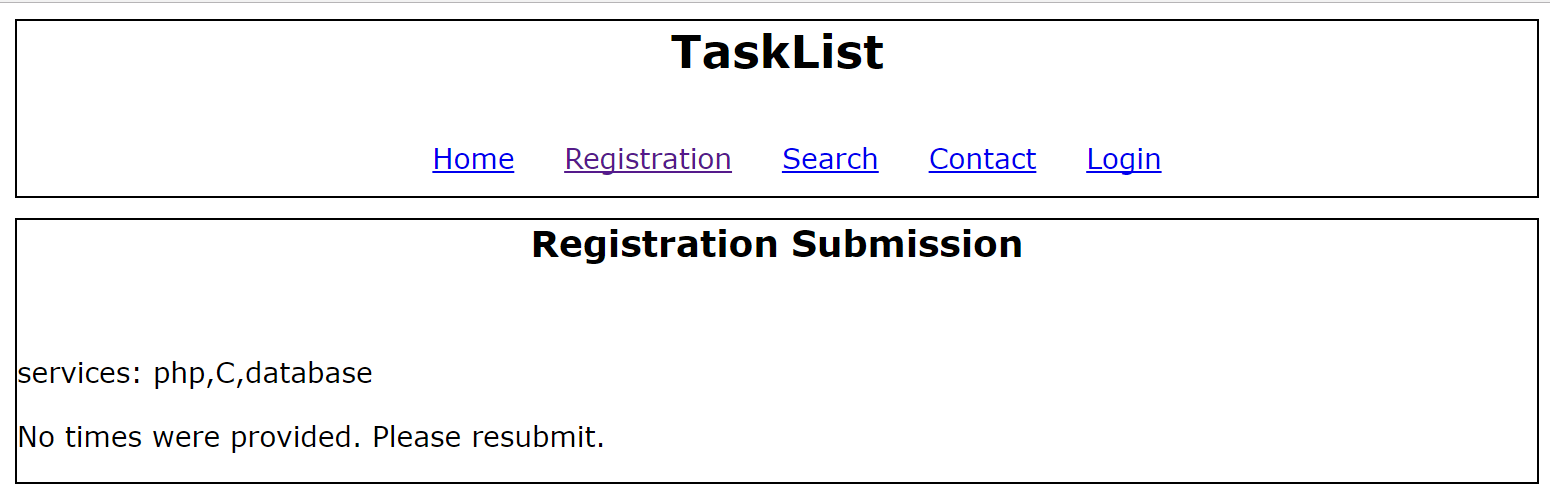 TaskList
Home Registration Search Contact Login
Registration Submission
services: php,C,database
No times were provided. Please resubmit.